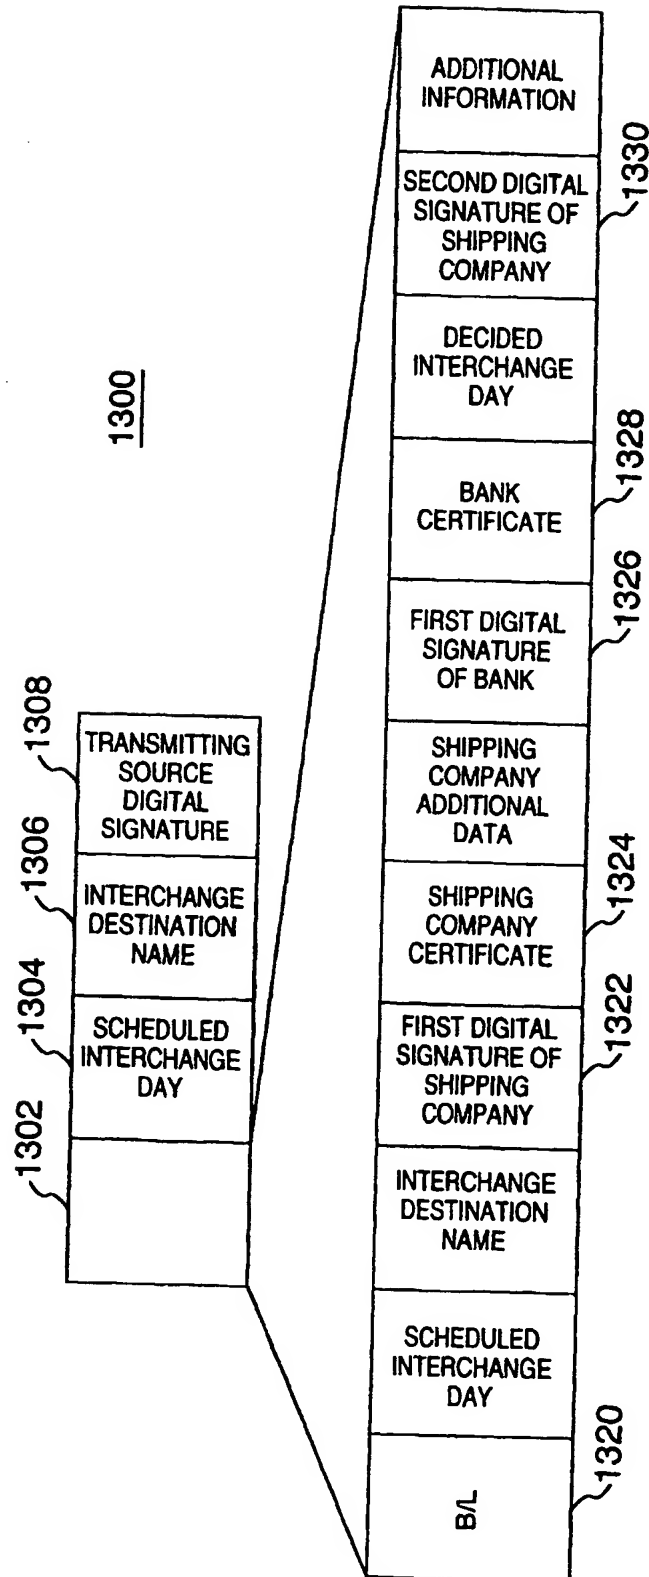 1300
1302
1304
1306
1308
SCHEDULED
INTERCHANGE
DAY
INTERCHANGE
DESTINATION
NAME
TRANSMITTING
SOURCE
DIGITAL
SIGNATURE
B/L
SCHEDULED
INTERCHANGE
DAY
INTERCHANGE
DESTINATION
NAME
FIRST DIGITAL
SIGNATURE OF
SHIPPING
COMPANY
SHIPPING
COMPANY
CERTIFICATE
SHIPPING
COMPANY
ADDITIONAL
DATA
FIRST DIGITAL
SIGNATURE
OF BANK
BANK
CERTIFICATE
DECIDED
INTERCHANGE
DAY
SECOND DIGITAL
SIGNATURE OF
SHIPPING
COMPANY
ADDITIONAL
INFORMATION
1320
1322
1324
1326
1328
1330